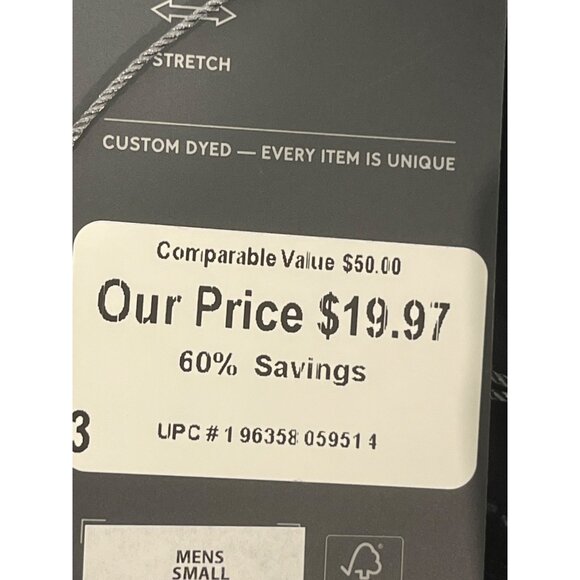 STRETCH
CUSTOM DYED — EVERY ITEM IS UNIQUE
Comparable Value $50.00
Our Price $19.97
60% Savings
3
UPC # 1 96358 05951 4
MENS
SMALL